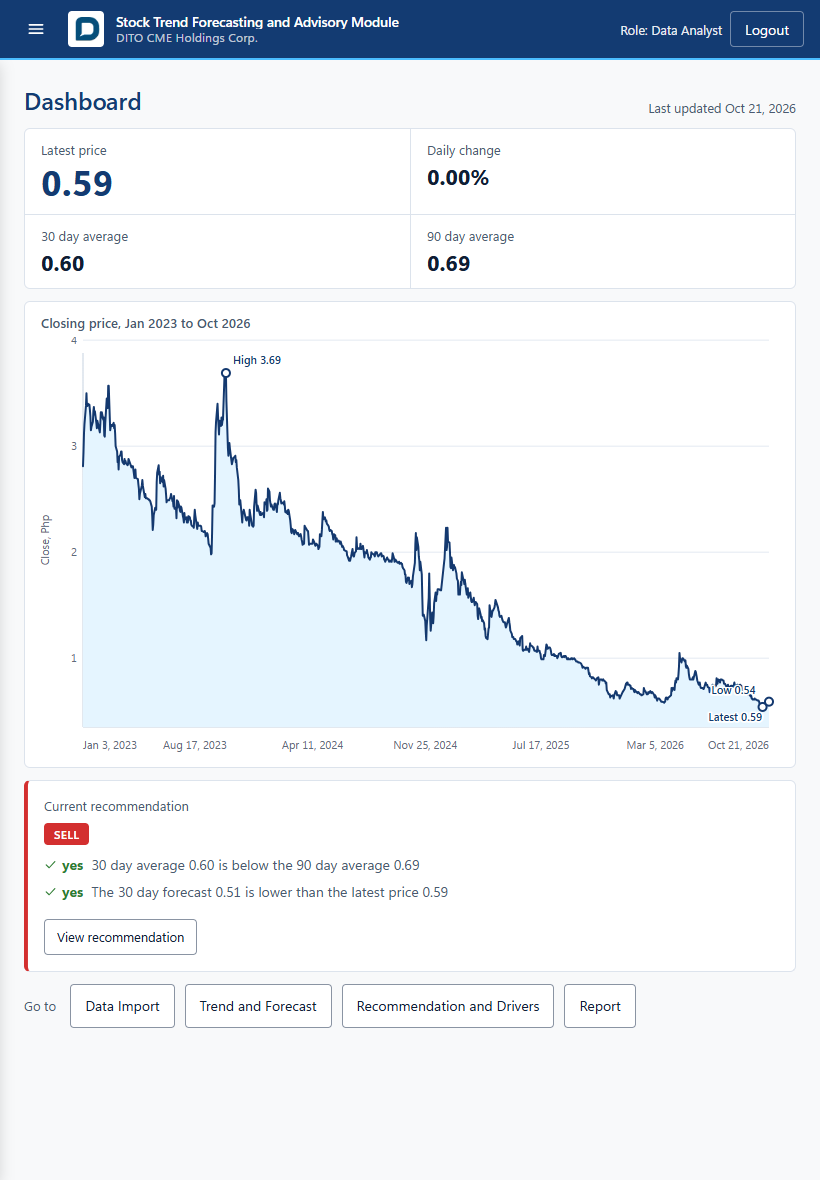 Stock Trend Forecasting and Advisory Module
DITO CME Holdings Corp.
Role: Data Analyst
Logout
Dashboard
Last updated Oct 21, 2026
Latest price
0.59
Daily change
0.00%
30 day average
0.60
90 day average
0.69
Closing price, Jan 2023 to Oct 2026
4
3
2
1
Close, Php
High 3.69
Low 0.54
Latest 0.59
Jan 3, 2023
Aug 17, 2023
Apr 11, 2024
Nov 25, 2024
Jul 17, 2025
Mar 5, 2026
Oct 21, 2026
Current recommendation
SELL
yes 30 day average 0.60 is below the 90 day average 0.69
yes The 30 day forecast 0.51 is lower than the latest price 0.59
View recommendation
Go to
Data Import
Trend and Forecast
Recommendation and Drivers
Report